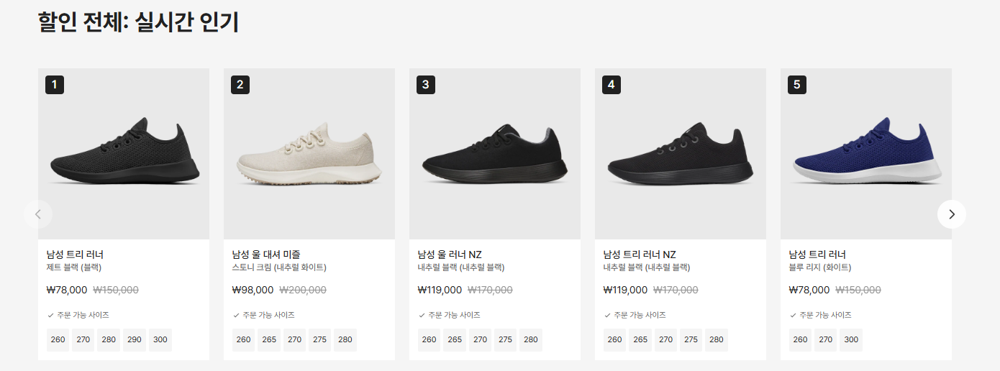 할인 전체: 실시간 인기
1
남성 트리 러너
제트 블랙 (블랙)
₩78,000 ₩150,000
주문 가능 사이즈
260 270 280 290 300
2
남성 울 대셔 미즐
스토니 크림 (내추럴 화이트)
₩98,000 ₩200,000
주문 가능 사이즈
260 265 270 275 280
3
남성 울 러너 NZ
내추럴 블랙 (내추럴 블랙)
₩119,000 ₩170,000
주문 가능 사이즈
260 265 270 275 280
4
남성 트리 러너 NZ
내추럴 블랙 (내추럴 블랙)
₩119,000 ₩170,000
주문 가능 사이즈
260 265 270 275 280
5
남성 트리 러너
블루 리지 (화이트)
₩78,000 ₩150,000
주문 가능 사이즈
260 270 300